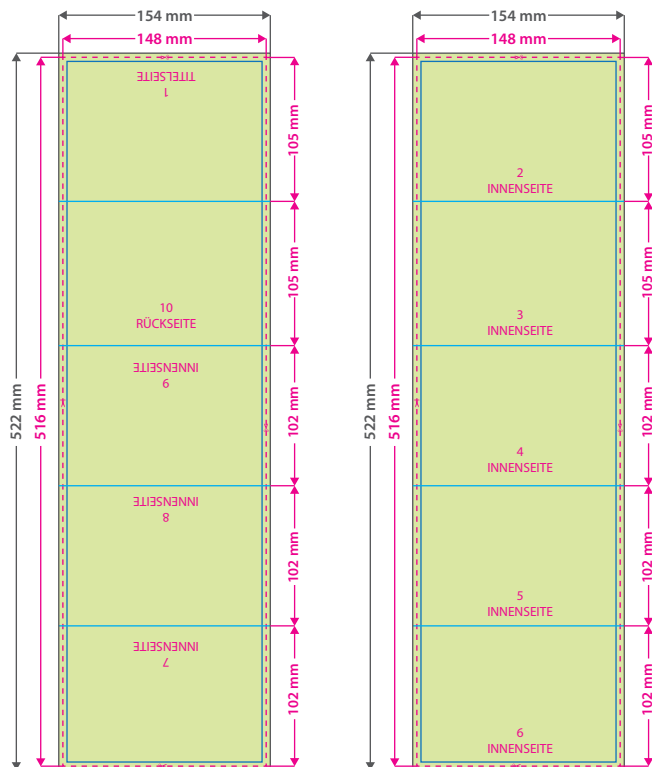 154 mm
148 mm
522 mm
516 mm
1
TITELSEITE
105 mm
10
RÜCKSEITE
105 mm
9
INNENSEITE
102 mm
8
INNENSEITE
102 mm
7
INNENSEITE
102 mm
154 mm
148 mm
522 mm
516 mm
2
INNENSEITE
105 mm
3
INNENSEITE
105 mm
4
INNENSEITE
102 mm
5
INNENSEITE
102 mm
6
INNENSEITE
102 mm